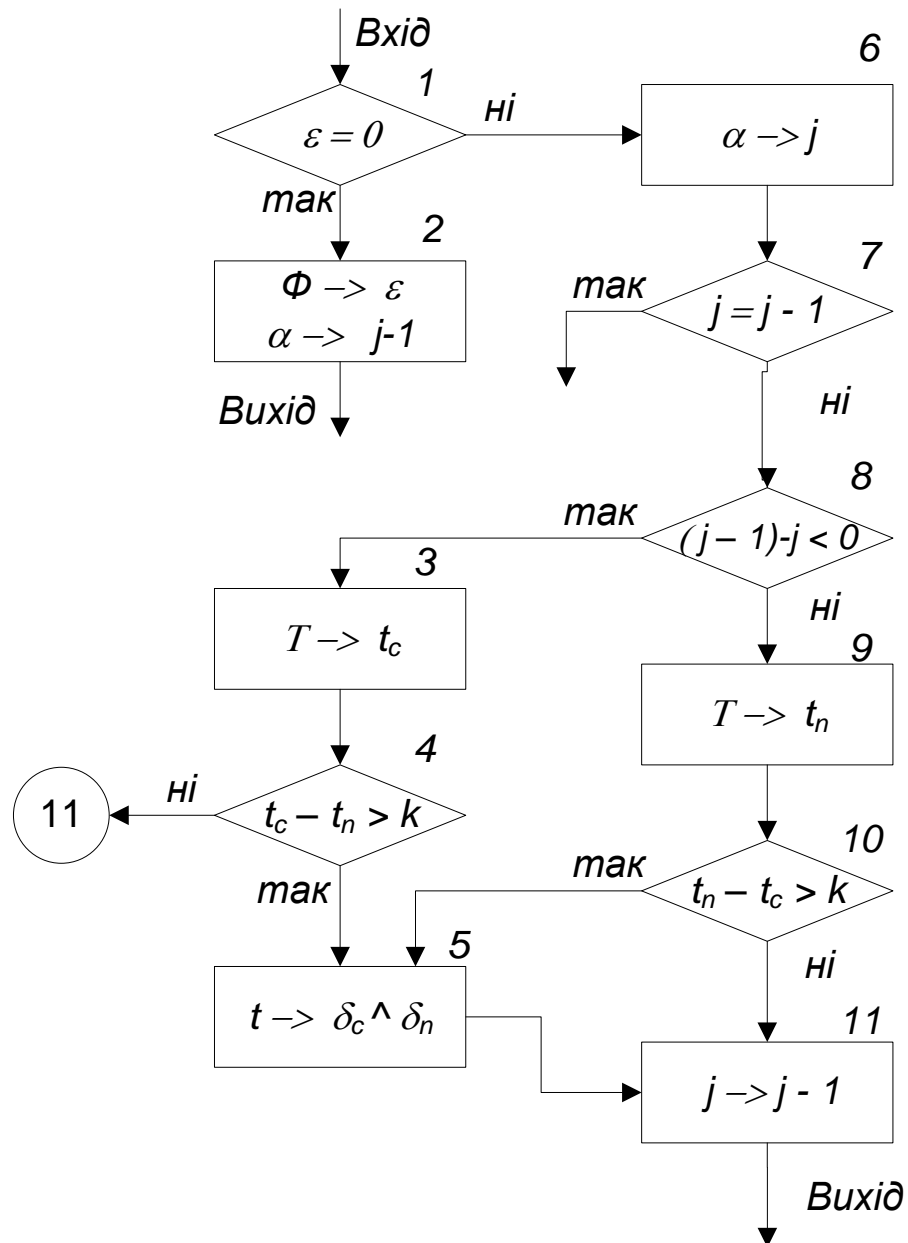 Вхід
1
ε = 0
ні
6
α –> j
так
2
Φ –> ε
α –> j-1
Вихід
7
так
j = j - 1
ні
8
так
(j – 1)-j < 0
3
ні
T –> tc
9
T –> tn
4
ні
11
tc – tn > k
10
так
так
tn – tc > k
5
ні
t –> δc ^ δn
11
j –> j - 1
Вихід